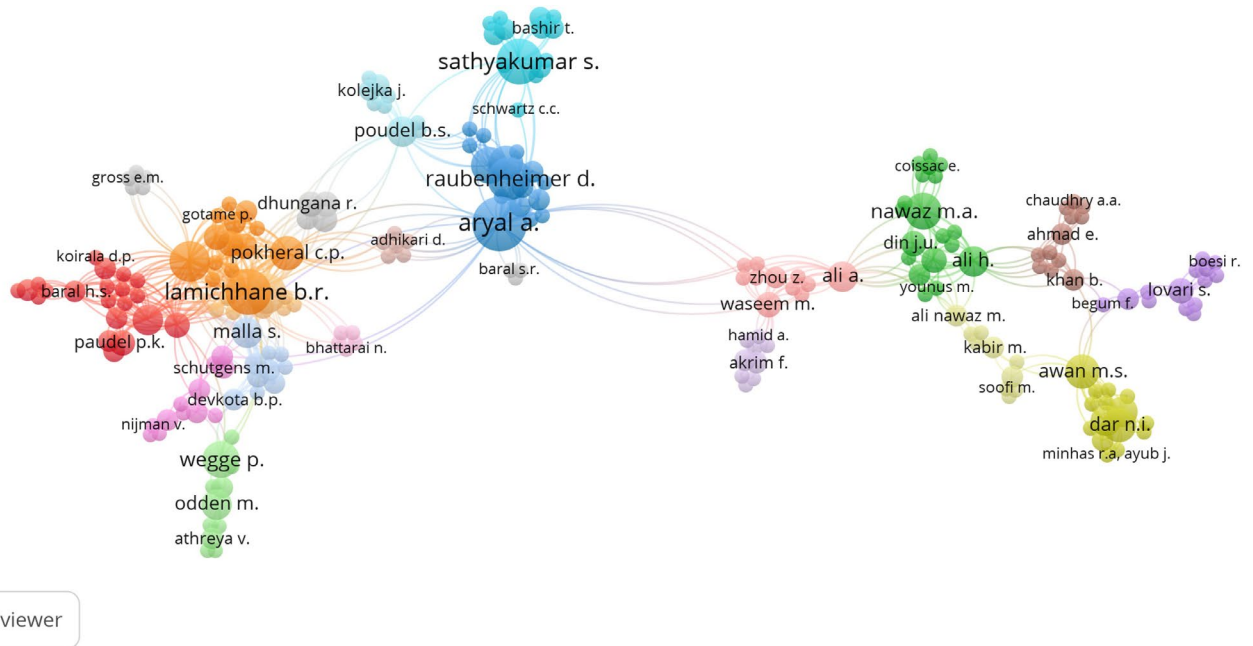 bashir t.
sathyakumar s.
kolejka j.
schwartz c.c.
poudel b.s.
coissac e.
gross e.m.
raubenheimer d.
dhungana r.
chaudhry a.a.
gotame p.
nawaz m.a.
aryal a.
ahmad e.
adhikari d.
din j.u.
pokheral c.p.
koirala d.p.
ali h.
boesi r.
baral s.r.
zhou z.
ali a.
khan b.
younus m.
baral h.s.
lamichhane b.r.
lovari s.
waseem m.
begum f.
ali nawaz m.
malla s.
hamid a.
paudel p.k.
bhattarai n.
kabir m.
akrim f.
schutgens m.
awan m.s.
soofi m.
devkota b.p.
nijman v.
dar n.i.
minhas r.a, ayub j.
wegge p.
odden m.
athreya v.
viewer